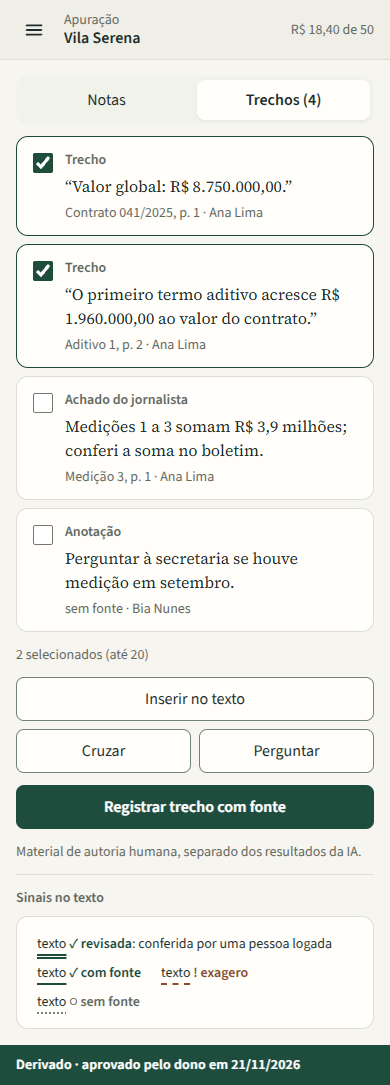 Apuração
Vila Serena
R$ 18,40 de 50
Notas
Trechos (4)
Trecho
“Valor global: R$ 8.750.000,00.”
Contrato 041/2025, p. 1 · Ana Lima
Trecho
“O primeiro termo aditivo acresce R$
1.960.000,00 ao valor do contrato.”
Aditivo 1, p. 2 · Ana Lima
Achado do jornalista
Medições 1 a 3 somam R$ 3,9 milhões;
conferi a soma no boletim.
Medição 3, p. 1 · Ana Lima
Anotação
Perguntar à secretaria se houve
medição em setembro.
sem fonte · Bia Nunes
2 selecionados (até 20)
Inserir no texto
Cruzar
Perguntar
Registrar trecho com fonte
Material de autoria humana, separado dos resultados da IA.
Sinais no texto
texto ✓ revisada: conferida por uma pessoa logada
texto ✓ com fonte texto ! exagero
texto ○ sem fonte
Derivado · aprovado pelo dono em 21/11/2026